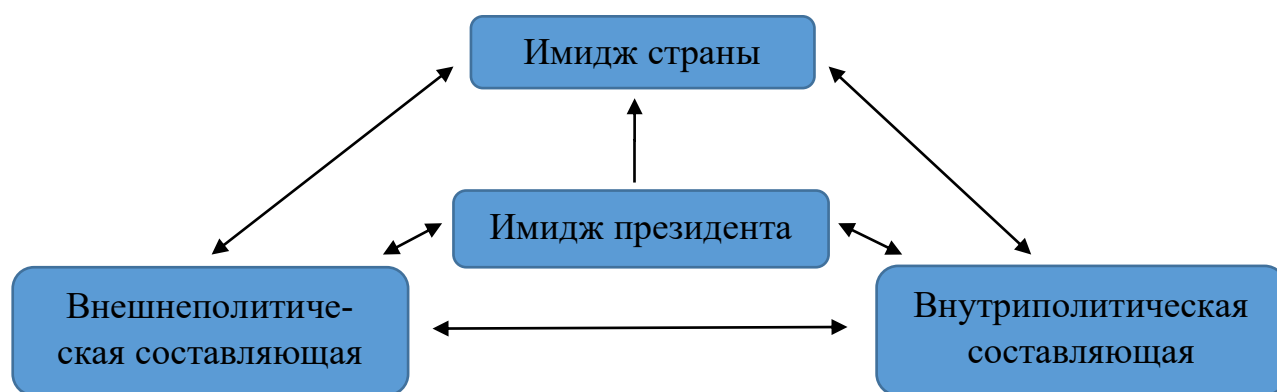 Имидж страны
Имидж президента
Внешнеполитиче-
ская составляющая
Внутриполитическая
составляющая